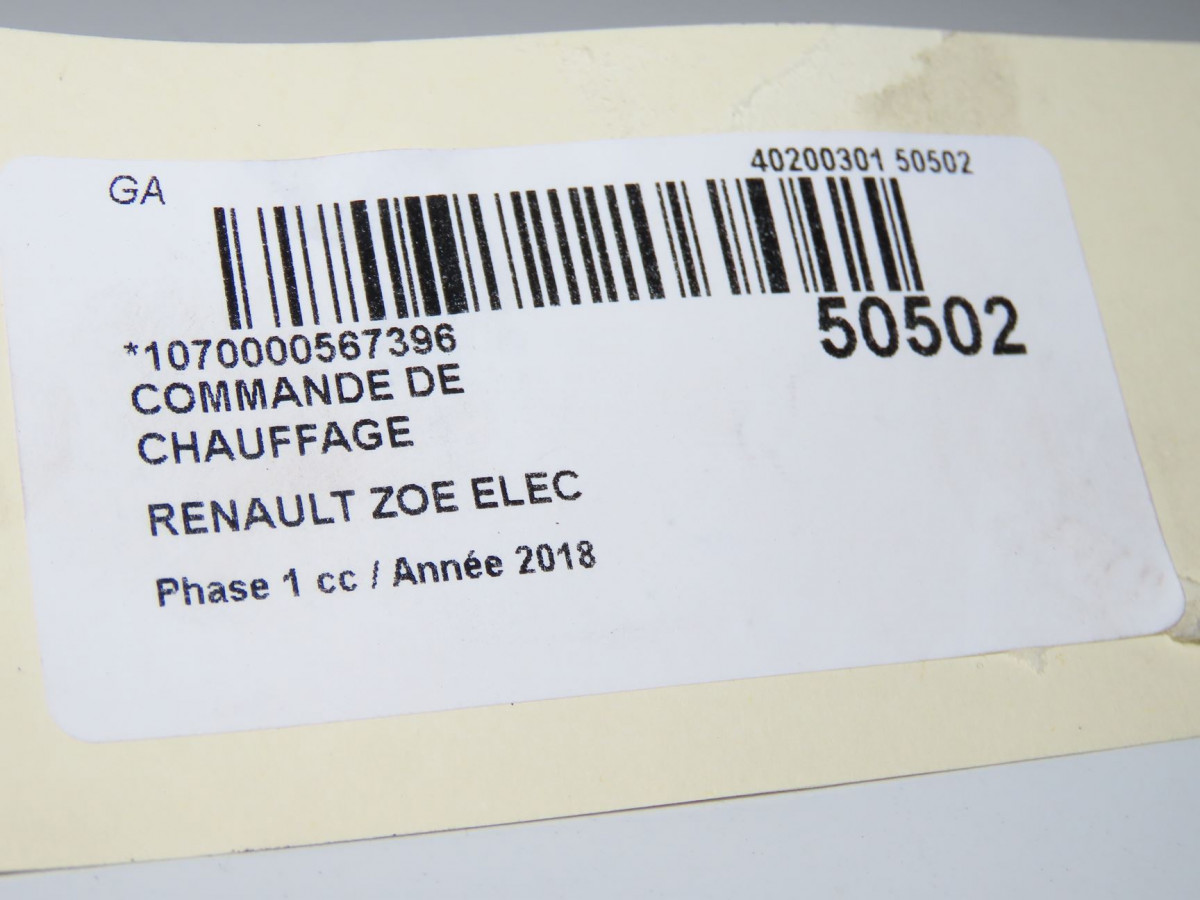 GA
40200301 50502
50502
*1070000567396
COMMANDE DE
CHAUFFAGE
RENAULT ZOE ELEC
Phase 1 cc / Année 2018